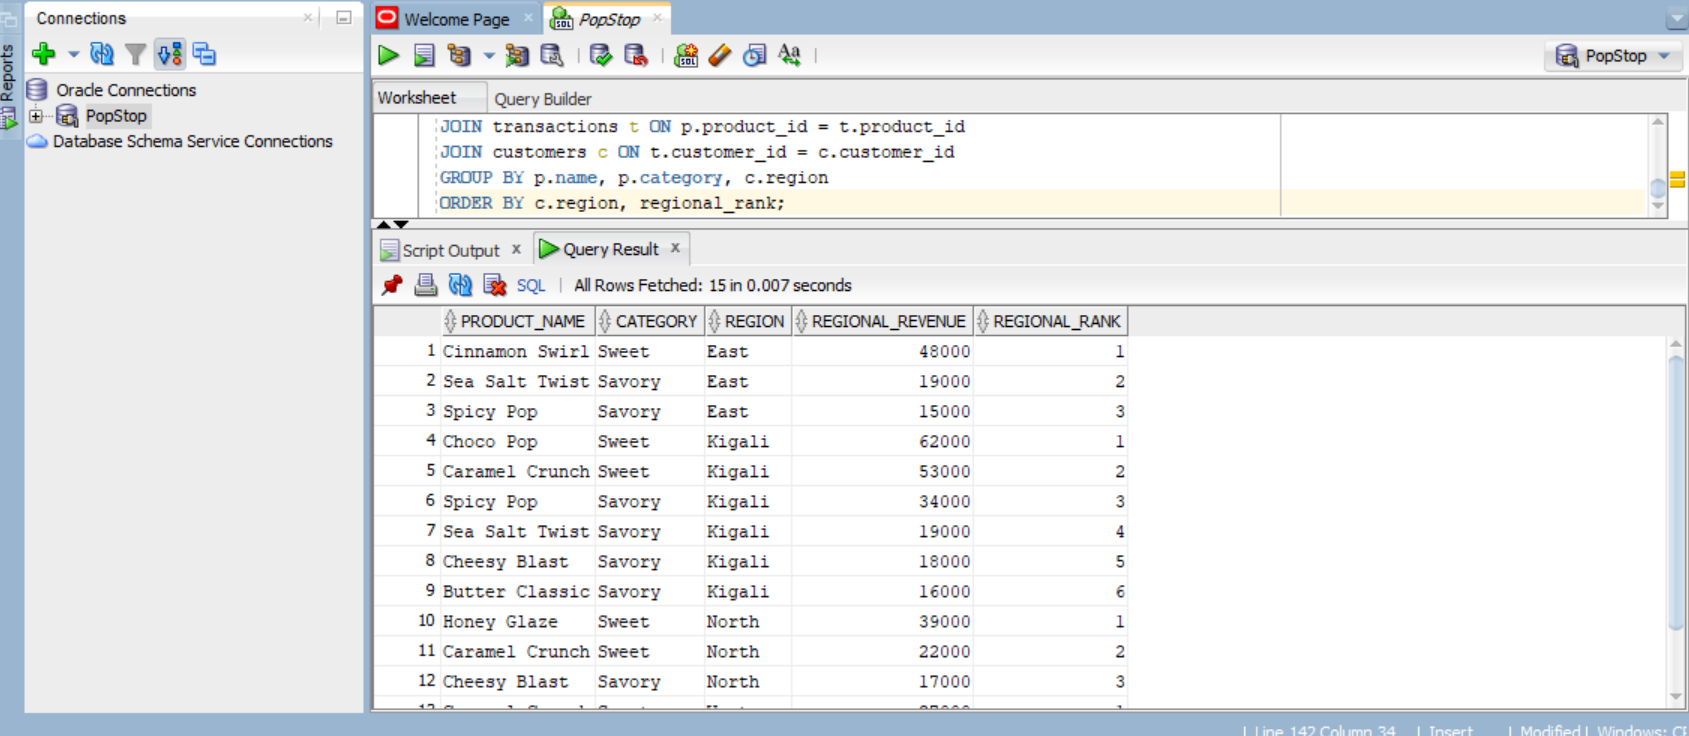 Connections
Reports
Oracle Connections
PopStop
Database Schema Service Connections
Welcome Page
PopStop
PopStop
Worksheet
Query Builder
JOIN transactions t ON p.product_id = t.product_id
JOIN customers c ON t.customer_id = c.customer_id
GROUP BY p.name, p.category, c.region
ORDER BY c.region, regional_rank;
Script Output x
Query Result x
SQL | All Rows Fetched: 15 in 0.007 seconds
PRODUCT_NAME CATEGORY REGION REGIONAL_REVENUE REGIONAL_RANK
1 Cinnamon Swirl Sweet East 48000 1
2 Sea Salt Twist Savory East 19000 2
3 Spicy Pop Savory East 15000 3
4 Choco Pop Sweet Kigali 62000 1
5 Caramel Crunch Sweet Kigali 53000 2
6 Spicy Pop Savory Kigali 34000 3
7 Sea Salt Twist Savory Kigali 19000 4
8 Cheesy Blast Savory Kigali 18000 5
9 Butter Classic Savory Kigali 16000 6
10 Honey Glaze Sweet North 39000 1
11 Caramel Crunch Sweet North 22000 2
12 Cheesy Blast Savory North 17000 3
| Line 142 Column 34 | Insert | Modified | Windows: